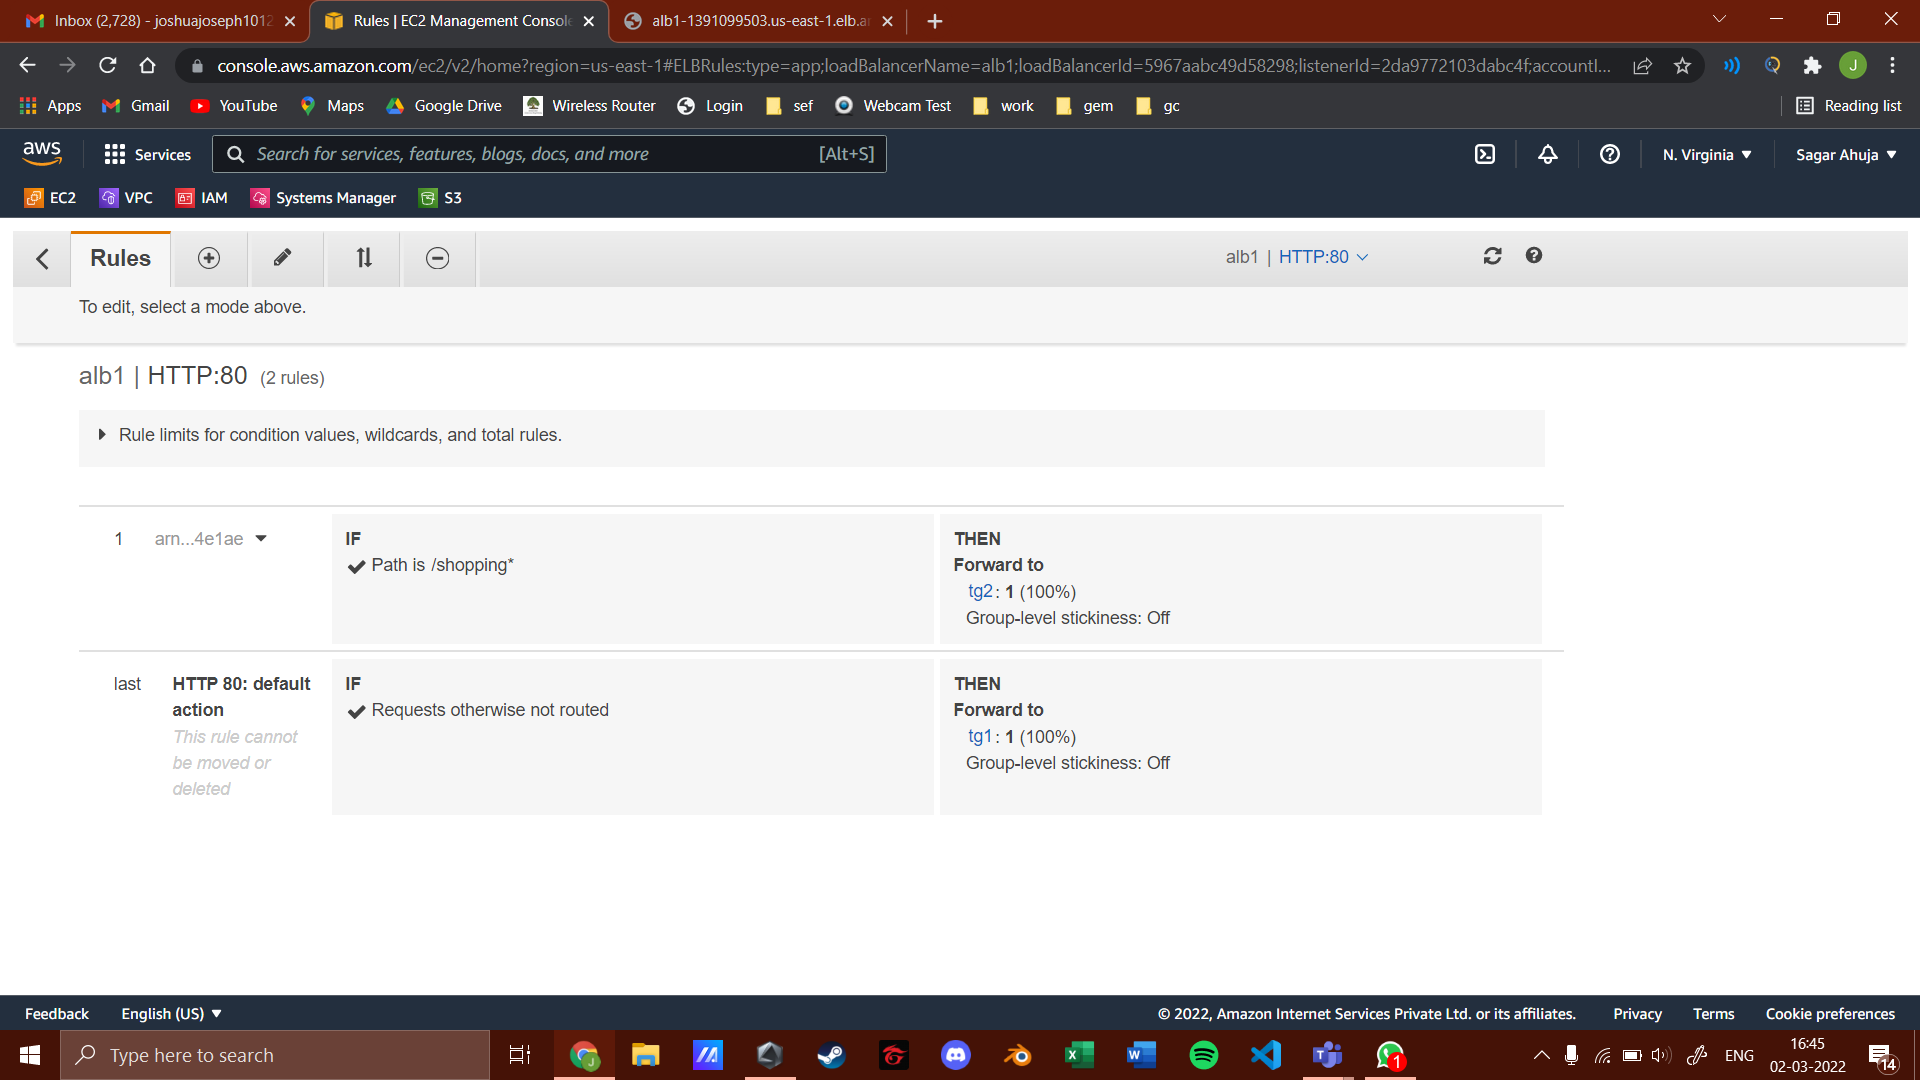 Inbox (2,728) - joshuajoseph1012
Rules | EC2 Management Console
alb1-1391099503.us-east-1.elb.a
console.aws.amazon.com/ec2/v2/home?region=us-east-1#ELBRules:type=app;loadBalancerName=alb1;loadBalancerId=5967aabc49d58298;listenerId=2da9772103dabc4f;accountI...
J
Apps
Gmail
YouTube
Maps
Google Drive
Wireless Router
Login
sef
Webcam Test
work
gem
gc
Reading list
aws
Services
Search for services, features, blogs, docs, and more
[Alt+S]
N. Virginia
Sagar Ahuja
EC2
VPC
IAM
Systems Manager
S3
Rules
alb1 | HTTP:80
To edit, select a mode above.
alb1 | HTTP:80 (2 rules)
Rule limits for condition values, wildcards, and total rules.
1
arn...4e1ae
IF
Path is /shopping*
THEN
Forward to
tg2: 1 (100%)
Group-level stickiness: Off
last
HTTP 80: default
action
This rule cannot
be moved or
deleted
IF
Requests otherwise not routed
THEN
Forward to
tg1: 1 (100%)
Group-level stickiness: Off
Feedback
English (US)
© 2022, Amazon Internet Services Private Ltd. or its affiliates.
Privacy
Terms
Cookie preferences
Type here to search
1
ENG
16:45
02-03-2022
14